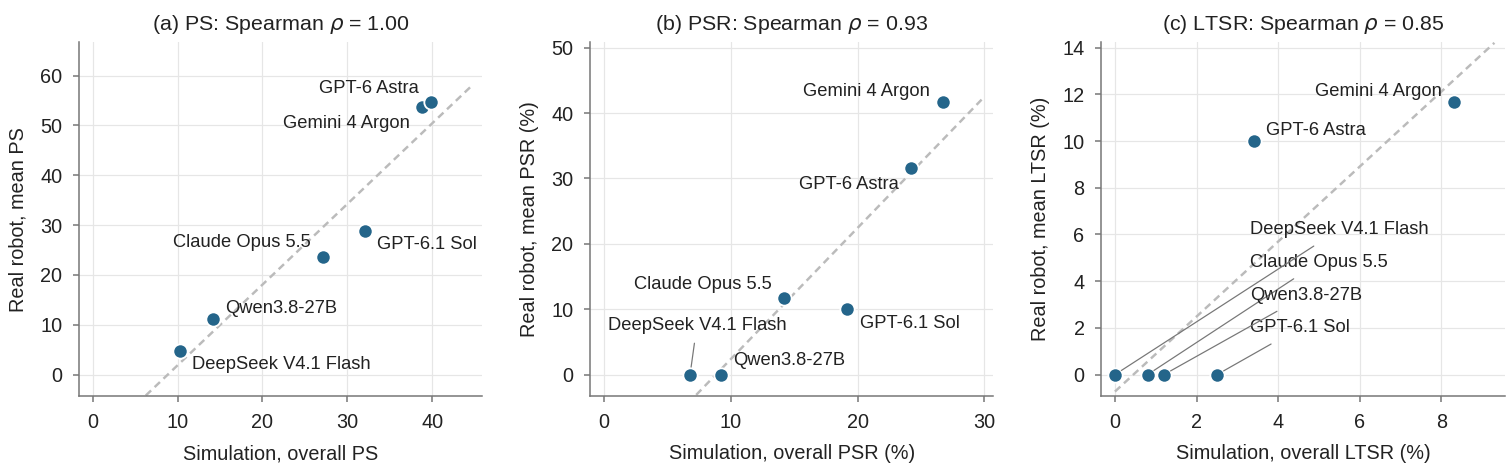 (a) PS: Spearman ρ = 1.00
Real robot, mean PS
60
50
40
30
20
10
0
GPT-6 Astra
Gemini 4 Argon
Claude Opus 5.5
GPT-6.1 Sol
Qwen3.8-27B
DeepSeek V4.1 Flash
0 10 20 30 40
Simulation, overall PS
(b) PSR: Spearman ρ = 0.93
Real robot, mean PSR (%)
50
40
30
20
10
0
Gemini 4 Argon
GPT-6 Astra
Claude Opus 5.5
DeepSeek V4.1 Flash
GPT-6.1 Sol
Qwen3.8-27B
0 10 20 30
Simulation, overall PSR (%)
(c) LTSR: Spearman ρ = 0.85
Real robot, mean LTSR (%)
14
12
10
8
6
4
2
0
Gemini 4 Argon
GPT-6 Astra
DeepSeek V4.1 Flash
Claude Opus 5.5
Qwen3.8-27B
GPT-6.1 Sol
0 2 4 6 8
Simulation, overall LTSR (%)